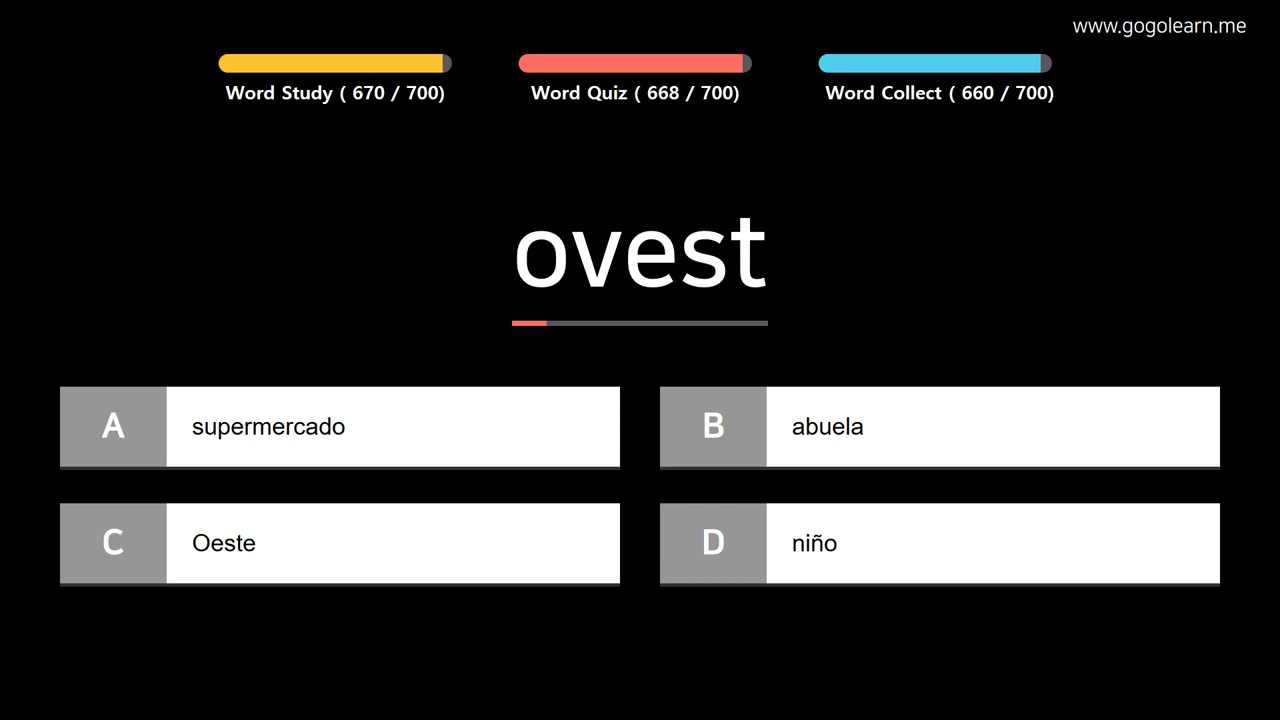 www.gogolearn.me
Word Study ( 670 / 700)
Word Quiz ( 668 / 700)
Word Collect ( 660 / 700)
ovest
A supermercado
B abuela
C Oeste
D niño